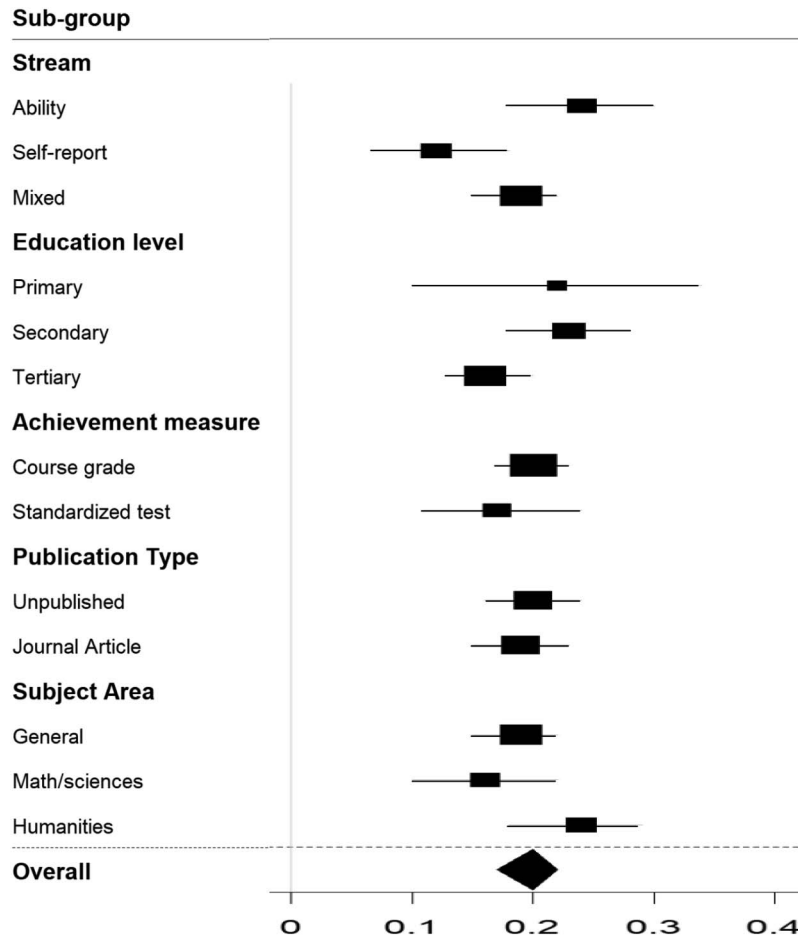 Sub-group
Stream
Ability
Self-report
Mixed
Education level
Primary
Secondary
Tertiary
Achievement measure
Course grade
Standardized test
Publication Type
Unpublished
Journal Article
Subject Area
General
Math/sciences
Humanities
Overall
0 0.1 0.2 0.3 0.4